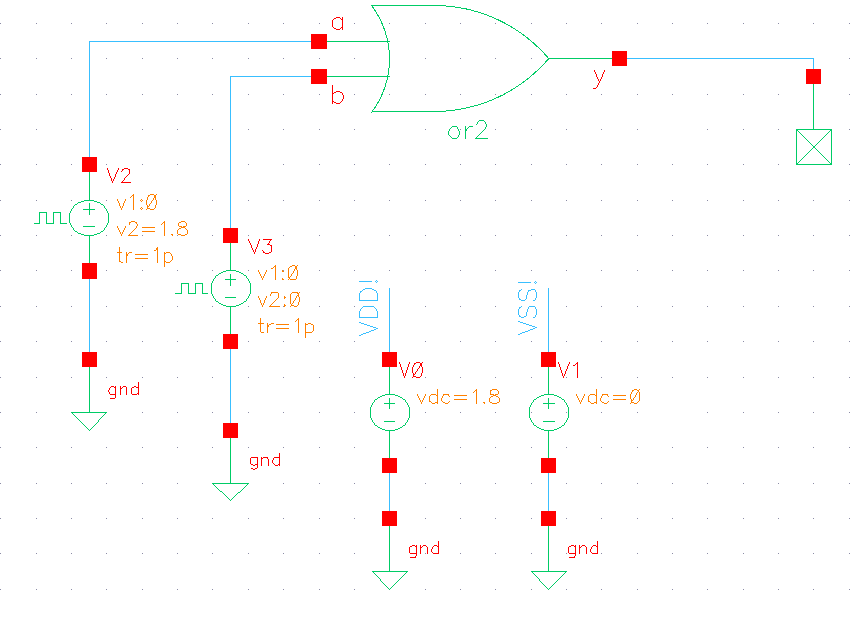 a
b
y
or2
V2
v1:0
v2=1.8
tr=1p
gnd
V3
v1:0
v2:0
tr=1p
gnd
VDD!
V0
vdc=1.8
gnd
VSS!
V1
vdc=0
gnd